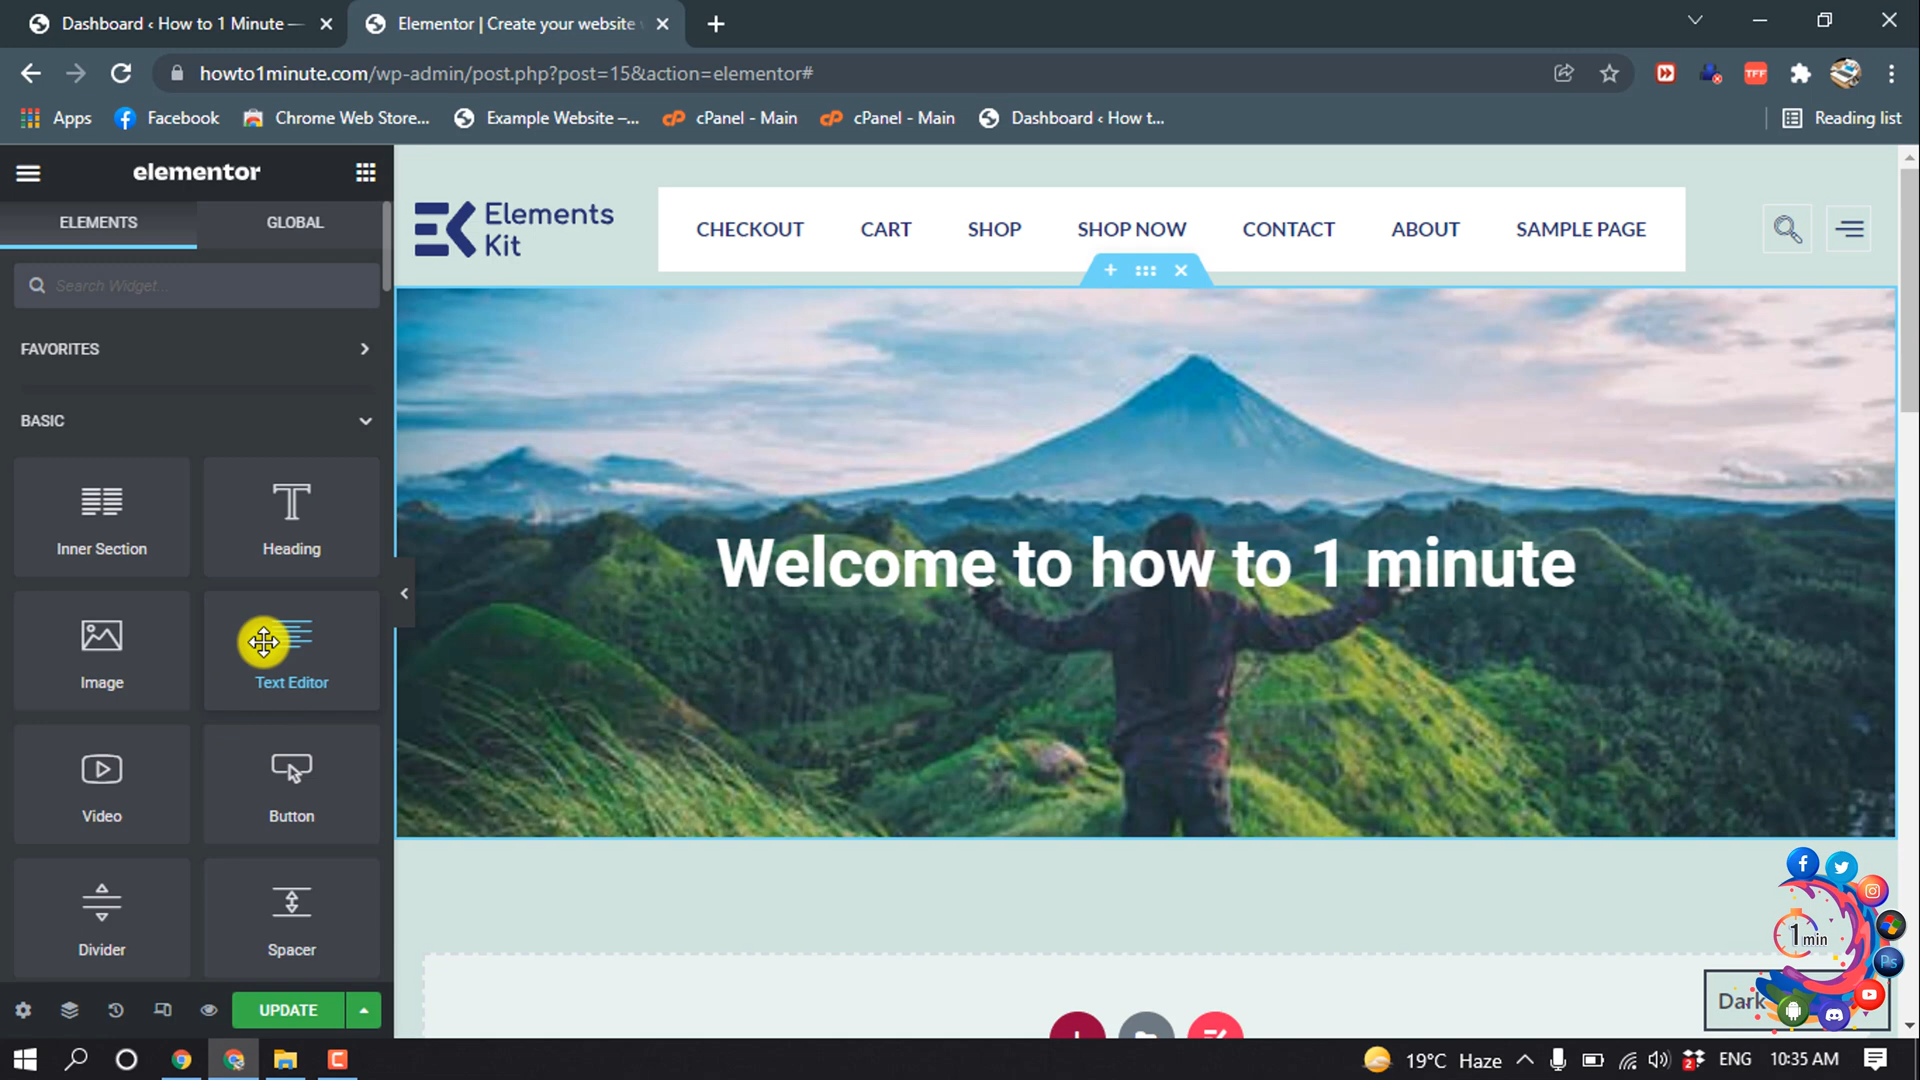 Dashboard ‹ How to 1 Minute —
Elementor | Create your website
howto1minute.com/wp-admin/post.php?post=15&action=elementor#
TFF
Apps
Facebook
Chrome Web Store...
Example Website –...
cPanel - Main
cPanel - Main
Dashboard ‹ How t...
Reading list
elementor
ELEMENTS
GLOBAL
Search Widget...
FAVORITES
BASIC
Inner Section
Heading
Image
Text Editor
Video
Button
Divider
Spacer
UPDATE
Elements
Kit
CHECKOUT
CART
SHOP
SHOP NOW
CONTACT
ABOUT
SAMPLE PAGE
Welcome to how to 1 minute
1 min
Ps
Dark
19°C Haze
2
ENG
10:35 AM